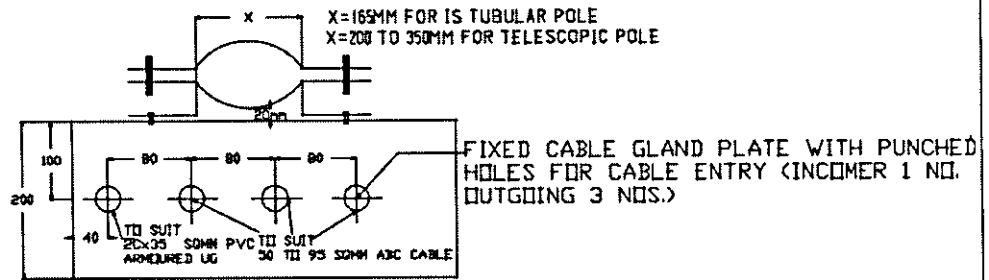 X
X=165MM FOR IS TUBULAR POLE
X=200 TO 350MM FOR TELESCOPIC POLE
20mm
100
80
80
80
200
40
TO SUIT
2Cx35 SQMM PVC
ARMOURED UG
TO SUIT
50 TO 95 SQMM ABC CABLE
FIXED CABLE GLAND PLATE WITH PUNCHED
HOLES FOR CABLE ENTRY (INCOMER 1 NO.
OUTGOING 3 NOS.)